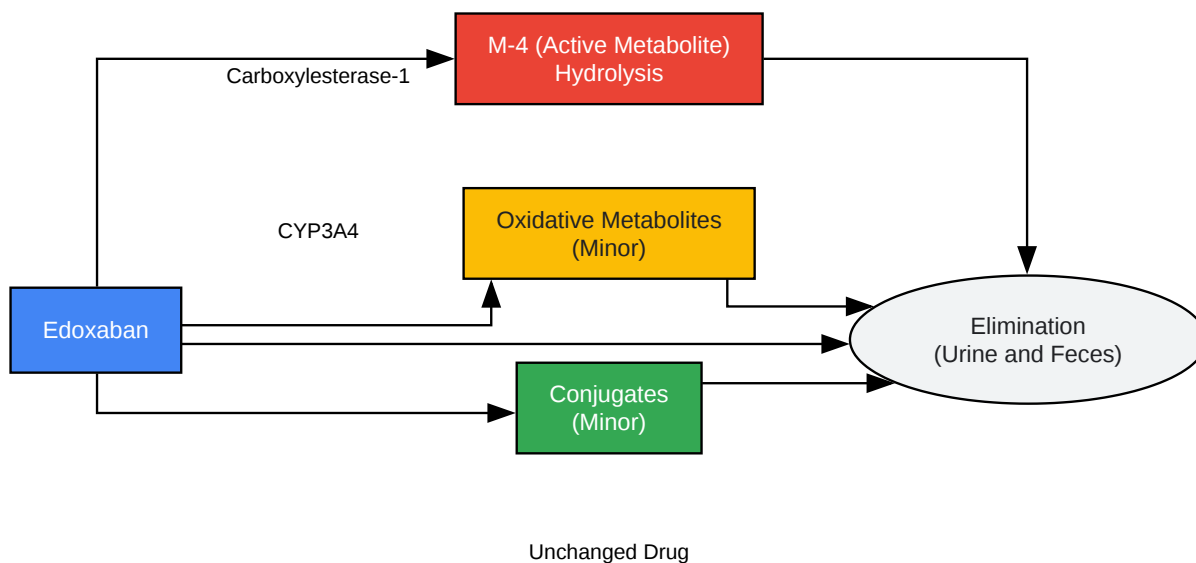 M-4 (Active Metabolite)
Hydrolysis
Carboxylesterase-1
Oxidative Metabolites
(Minor)
CYP3A4
Edoxaban
Elimination
(Urine and Feces)
Conjugates
(Minor)
Unchanged Drug